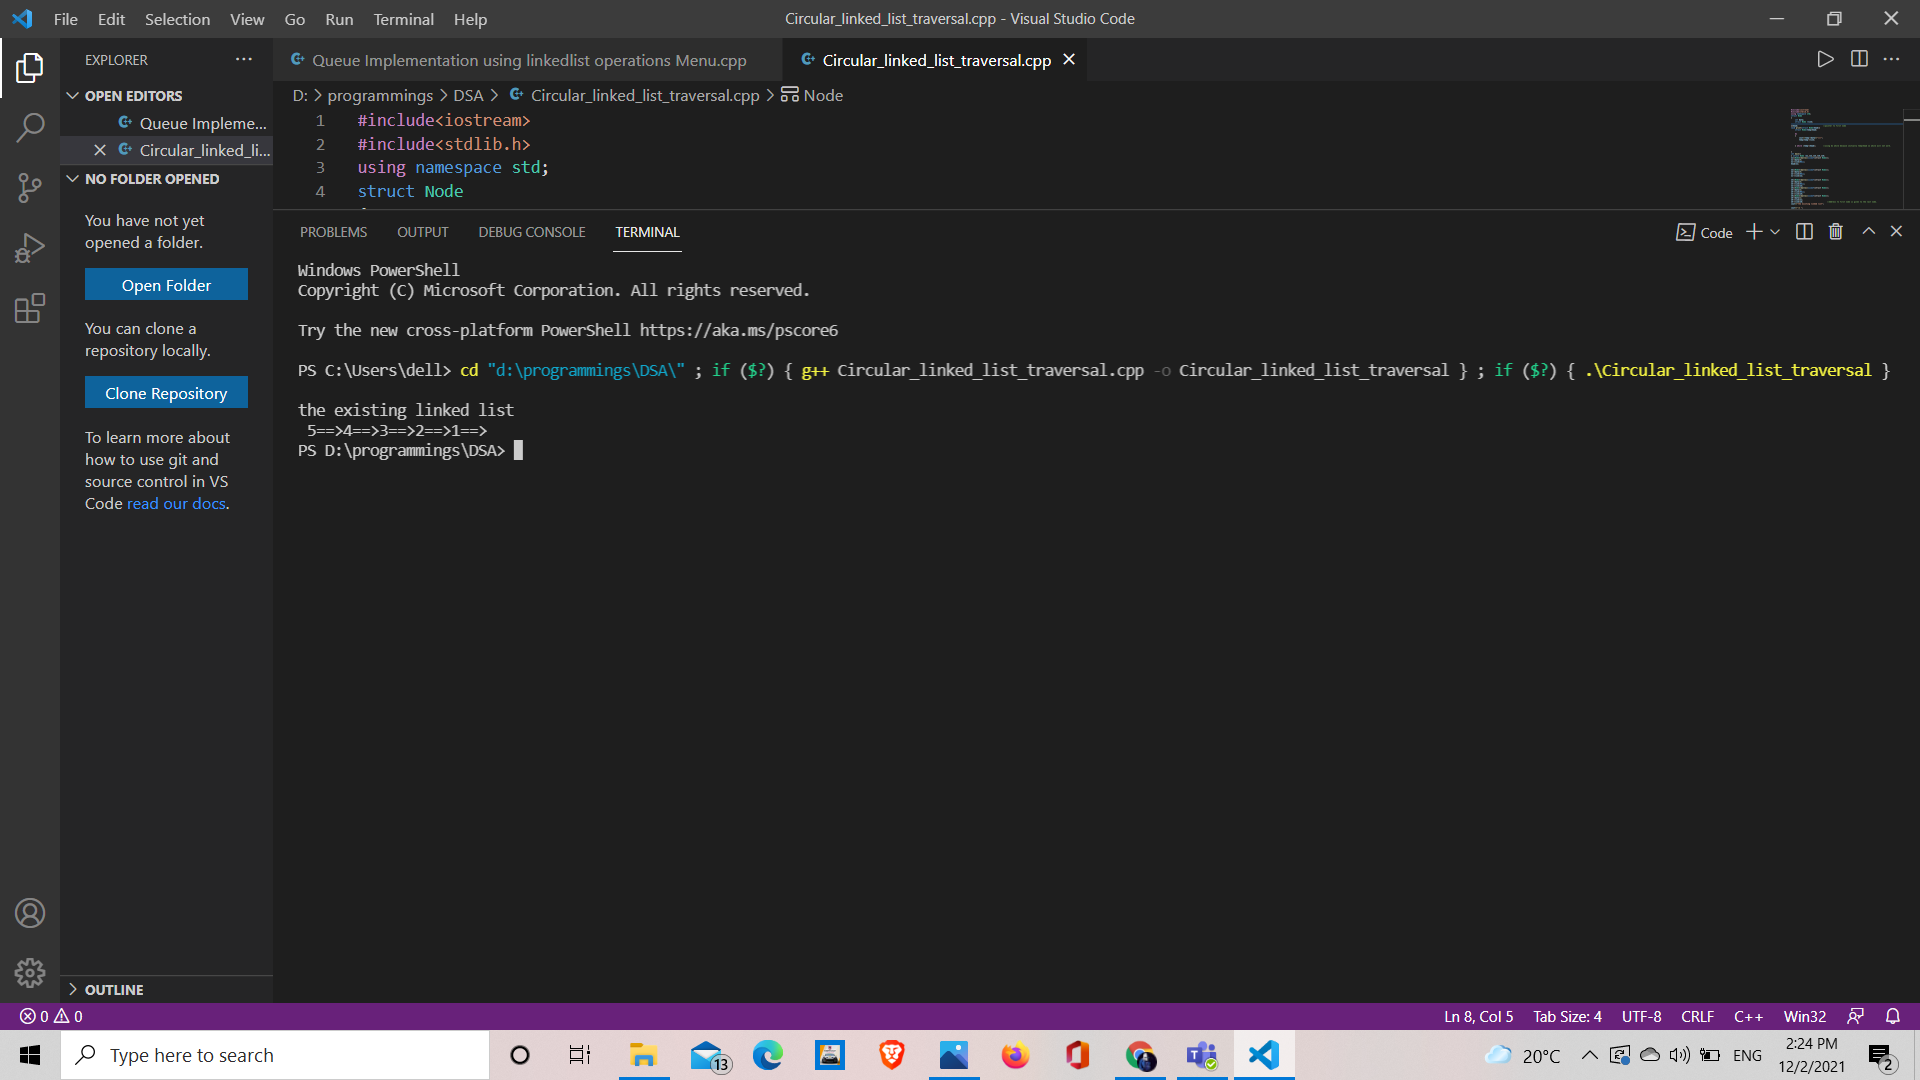 File Edit Selection View Go Run Terminal Help
Circular_linked_list_traversal.cpp - Visual Studio Code
EXPLORER
Queue Implementation using linkedlist operations Menu.cpp
Circular_linked_list_traversal.cpp
OPEN EDITORS
Queue Impleme...
Circular_linked_li...
NO FOLDER OPENED
You have not yet
opened a folder.
Open Folder
You can clone a
repository locally.
Clone Repository
To learn more about
how to use git and
source control in VS
Code read our docs.
OUTLINE
D: > programmings > DSA > Circular_linked_list_traversal.cpp > Node
1 #include<iostream>
2 #include<stdlib.h>
3 using namespace std;
4 struct Node
PROBLEMS OUTPUT DEBUG CONSOLE TERMINAL
Code
Windows PowerShell
Copyright (C) Microsoft Corporation. All rights reserved.
Try the new cross-platform PowerShell https://aka.ms/pscore6
PS C:\Users\dell> cd "d:\programmings\DSA\" ; if ($?) { g++ Circular_linked_list_traversal.cpp -o Circular_linked_list_traversal } ; if ($?) { .\Circular_linked_list_traversal }
the existing linked list
5==>4==>3==>2==>1==>
PS D:\programmings\DSA>
0 0
Ln 8, Col 5 Tab Size: 4 UTF-8 CRLF C++ Win32
Type here to search
13
20°C
ENG
2:24 PM
12/2/2021
2